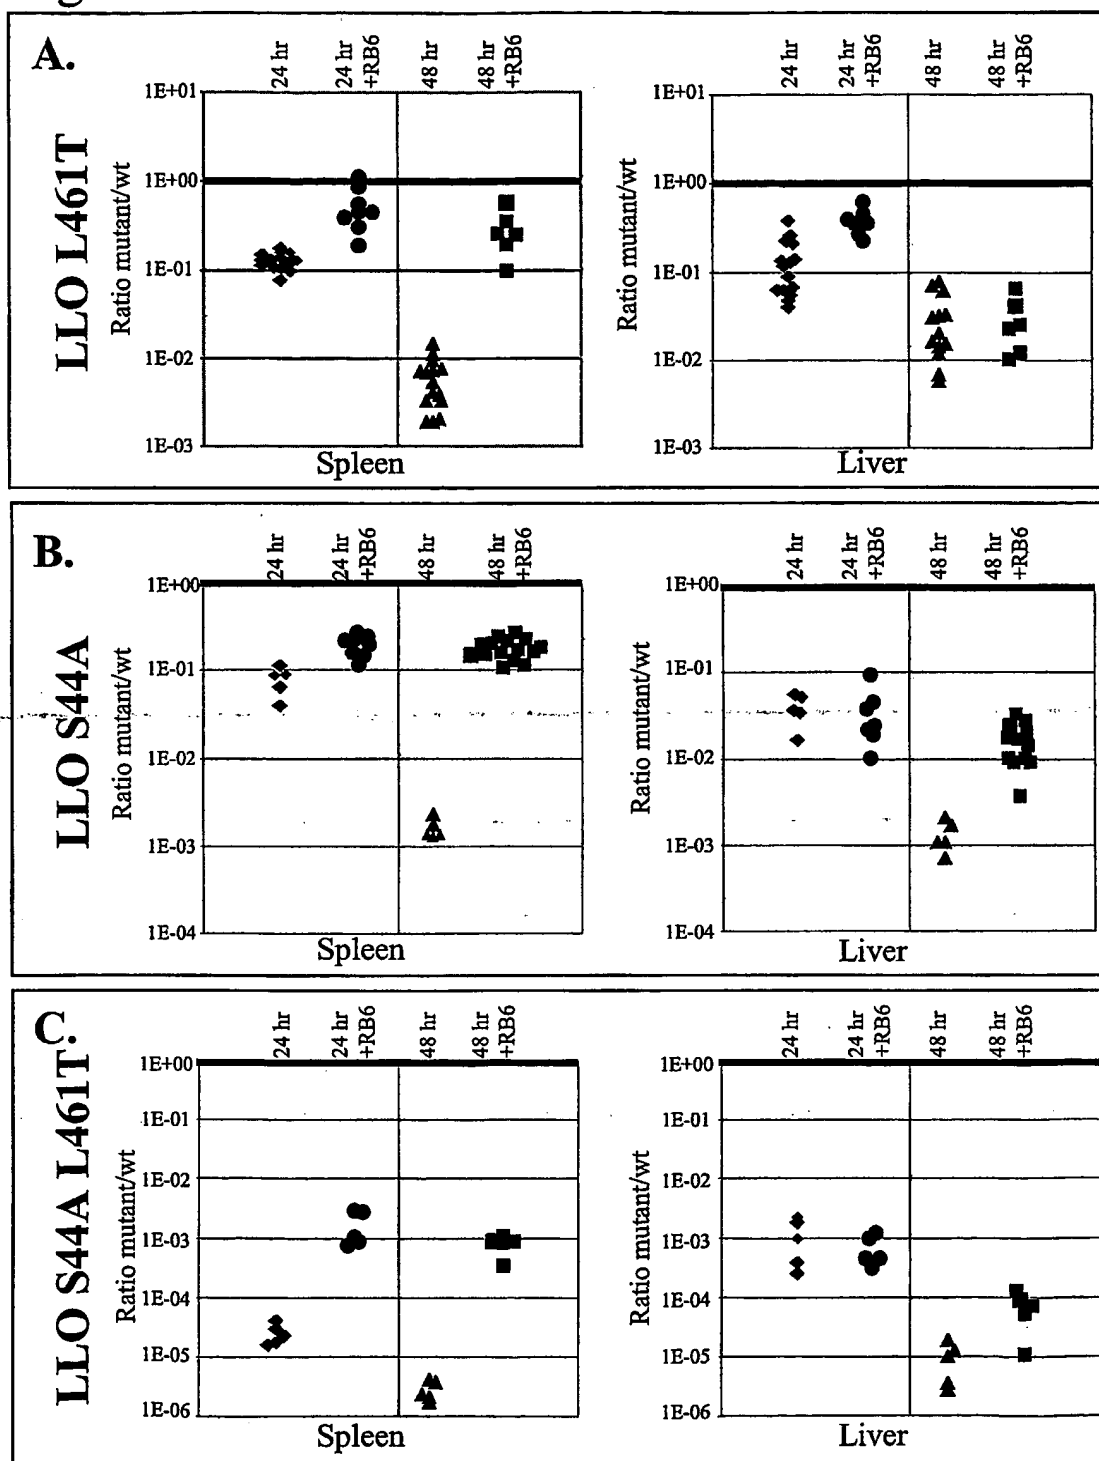 A.
LLO L461T
24 hr
24 hr
+RB6
48 hr
48 hr
+RB6
Ratio mutant/wt
1E+01
1E+00
1E-01
1E-02
1E-03
Spleen
24 hr
24 hr
+RB6
48 hr
48 hr
+RB6
Ratio mutant/wt
1E+01
1E+00
1E-01
1E-02
1E-03
Liver
B.
LLO S44A
24 hr
24 hr
+RB6
48 hr
48 hr
+RB6
Ratio mutant/wt
1E+00
1E-01
1E-02
1E-03
1E-04
Spleen
24 hr
24 hr
+RB6
48 hr
48 hr
+RB6
Ratio mutant/wt
1E+00
1E-01
1E-02
1E-03
1E-04
Liver
C.
LLO S44A L461T
24 hr
24 hr
+RB6
48 hr
48 hr
+RB6
Ratio mutant/wt
1E+00
1E-01
1E-02
1E-03
1E-04
1E-05
1E-06
Spleen
24 hr
24 hr
+RB6
48 hr
48 hr
+RB6
Ratio mutant/wt
1E+00
1E-01
1E-02
1E-03
1E-04
1E-05
1E-06
Liver